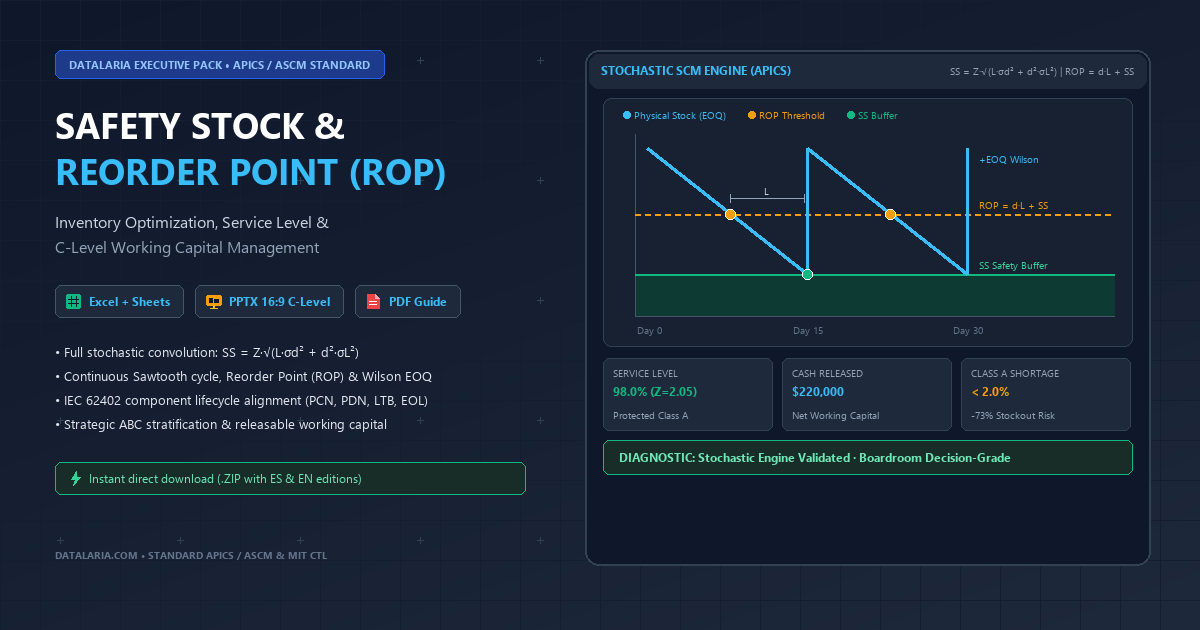 DATALARIA EXECUTIVE PACK • APICS / ASCM STANDARD
SAFETY STOCK &
REORDER POINT (ROP)
Inventory Optimization, Service Level &
C-Level Working Capital Management
Excel + Sheets
PPTX 16:9 C-Level
PDF Guide
• Full stochastic convolution: SS = Z·√(L·σd² + d²·σL²)
• Continuous Sawtooth cycle, Reorder Point (ROP) & Wilson EOQ
• IEC 62402 component lifecycle alignment (PCN, PDN, LTB, EOL)
• Strategic ABC stratification & releasable working capital
Instant direct download (.ZIP with ES & EN editions)
DATALARIA.COM • STANDARD APICS / ASCM & MIT CTL
STOCHASTIC SCM ENGINE (APICS)
SS = Z·√(L·σd² + d²·σL²) | ROP = d·L + SS
Physical Stock (EOQ)
ROP Threshold
SS Buffer
L
+EOQ Wilson
ROP = d·L + SS
SS Safety Buffer
Day 0
Day 15
Day 30
SERVICE LEVEL
98.0% (Z=2.05)
Protected Class A
CASH RELEASED
$220,000
Net Working Capital
CLASS A SHORTAGE
< 2.0%
-73% Stockout Risk
DIAGNOSTIC: Stochastic Engine Validated · Boardroom Decision-Grade